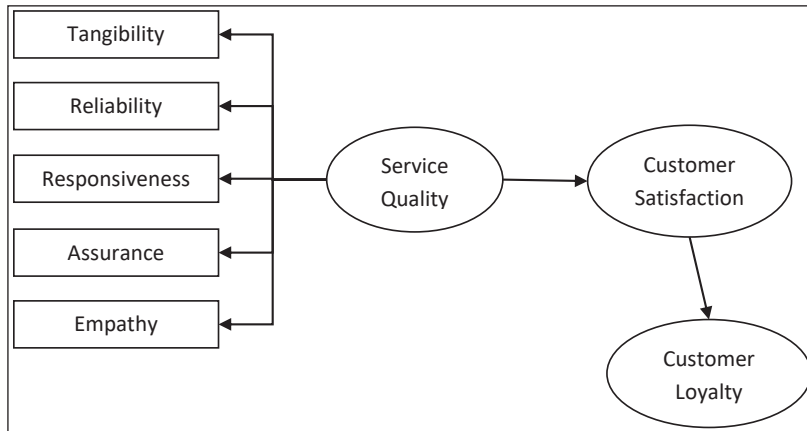 Tangibility
Reliability
Responsiveness
Assurance
Empathy
Service
Quality
Customer
Satisfaction
Customer
Loyalty